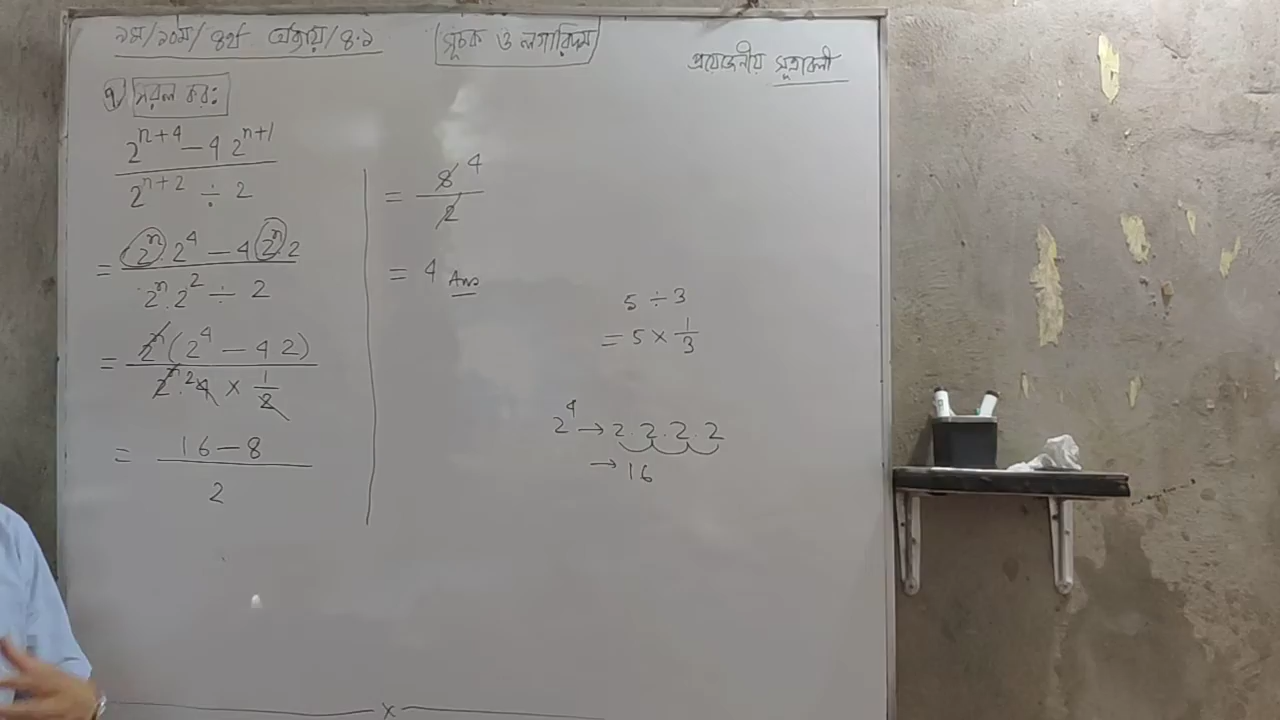 ৯ম/১০ম/ ৪র্থ অধ্যায়/৪.১
সূচক ও লগারিদম
প্রয়োজনীয় সূত্রাবলী
৭) সরল কর:
(2^{n+4} - 4 2^{n+1}) / (2^{n+2} ÷ 2)
= (2^n . 2^4 - 4 2^n . 2) / (2^n . 2^2 ÷ 2)
= (2^n (2^4 - 4 2)) / (2^n . 4 2 × 1/2)
= (16 - 8) / 2
= 8 4 / 2
= 4 Ans
5 ÷ 3
= 5 × 1/3
2^4 → 2 . 2 . 2 . 2
→ 16
x